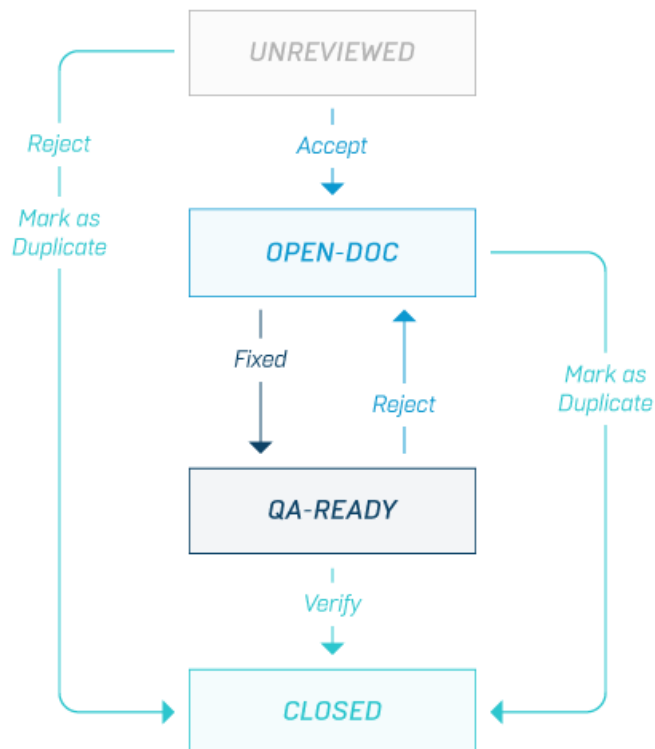 UNREVIEWED
Reject
Accept
Mark as
Duplicate
OPEN-DOC
Fixed
Mark as
Duplicate
Reject
QA-READY
Verify
CLOSED